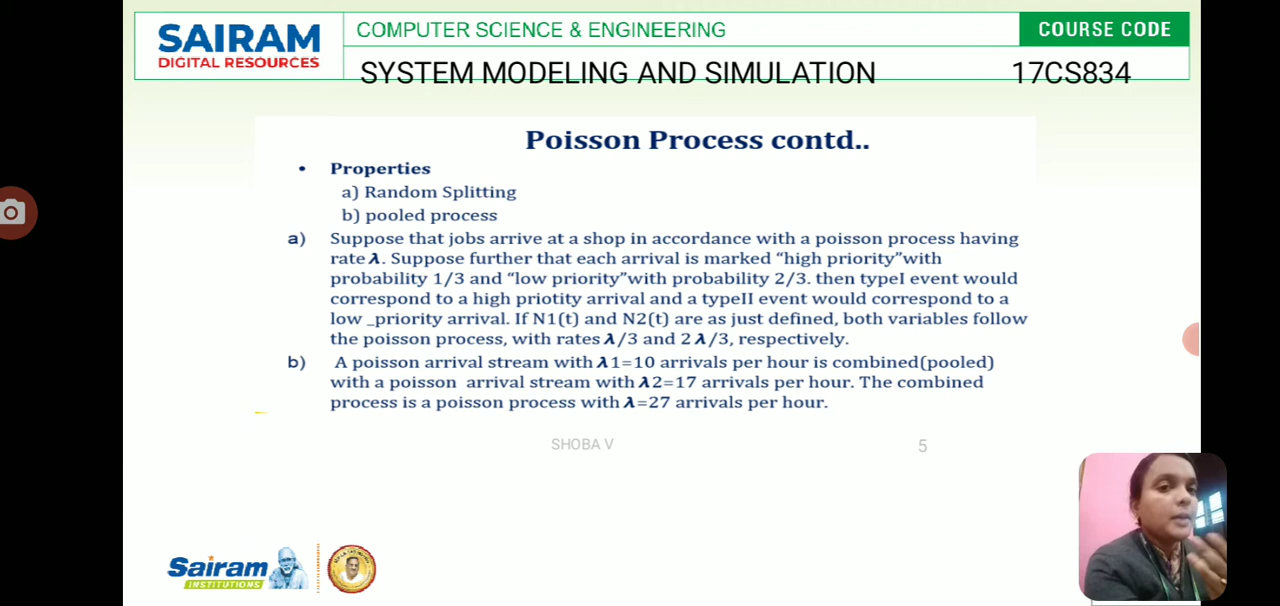 SAIRAM
DIGITAL RESOURCES
COMPUTER SCIENCE & ENGINEERING
COURSE CODE
SYSTEM MODELING AND SIMULATION
17CS834
Poisson Process contd..
• Properties
a) Random Splitting
b) pooled process
a) Suppose that jobs arrive at a shop in accordance with a poisson process having
rate λ. Suppose further that each arrival is marked “high priority”with
probability 1/3 and “low priority”with probability 2/3. then typeI event would
correspond to a high priotity arrival and a typeII event would correspond to a
low _priority arrival. If N1(t) and N2(t) are as just defined, both variables follow
the poisson process, with rates λ/3 and 2λ/3, respectively.
b) A poisson arrival stream with λ1=10 arrivals per hour is combined(pooled)
with a poisson arrival stream with λ2=17 arrivals per hour. The combined
process is a poisson process with λ=27 arrivals per hour.
SHOBA V
5
Sairam
INSTITUTIONS